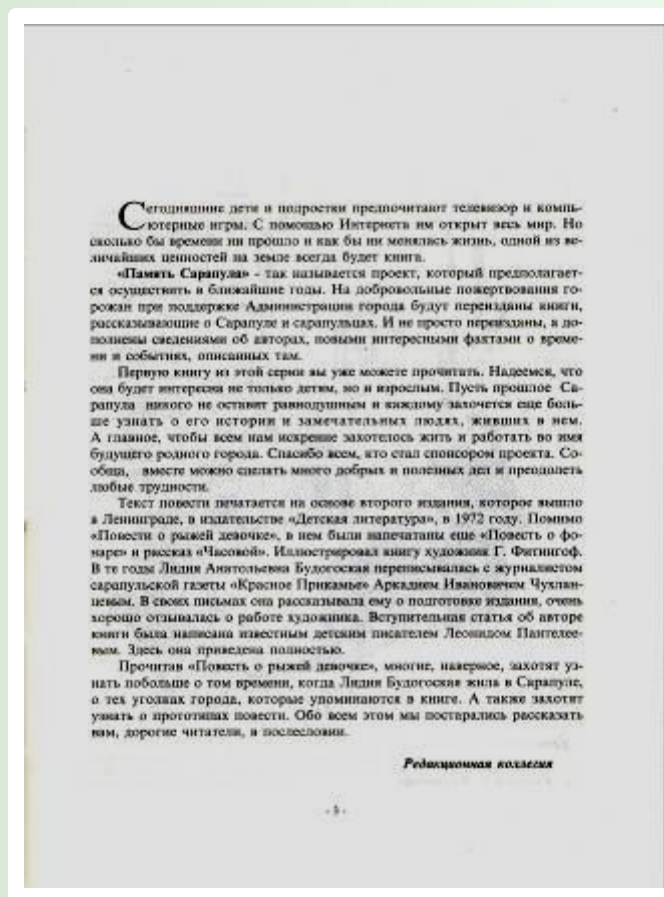 Сегодняшние дети и подростки предпочитают телевизор и компь-
ютерные игры. С помощью Интернета им открыт весь мир. Но
сколько бы времени ни прошло и как бы ни менялась жизнь, одной из ве-
личайших ценностей на земле всегда будет книга.
«Память Сарапула» - так называется проект, который предполагает-
ся осуществить в ближайшие годы. На добровольные пожертвования го-
рожан при поддержке Администрации города будут переизданы книги,
рассказывающие о Сарапуле и сарапульцах. И не просто переизданы, а до-
полнены сведениями об авторах, новыми интересными фактами о време-
ни и событиях, описанных там.
Первую книгу из этой серии вы уже можете прочитать. Надеемся, что
она будет интересна не только детям, но и взрослым. Пусть прошлое Са-
рапула никого не оставит равнодушным и каждому захочется еще боль-
ше узнать о его истории и замечательных людях, живших в нем.
А главное, чтобы всем нам искренне захотелось жить и работать во имя
будущего родного города. Спасибо всем, кто стал спонсором проекта. Со-
обща, вместе можно сделать много добрых и полезных дел и преодолеть
любые трудности.
Текст повести печатается на основе второго издания, которое вышло
в Ленинграде, в издательстве «Детская литература», в 1972 году. Помимо
«Повести о рыжей девочке», в нем были напечатаны еще «Повесть о фо-
наре» и рассказ «Часовой». Иллюстрировал книгу художник Г. Фитингоф.
В те годы Лидия Анатольевна Будогоская переписывалась с журналистом
сарапульской газеты «Красное Прикамье» Аркадием Ивановичем Чухлан-
цевым. В своих письмах она рассказывала ему о подготовке издания, очень
хорошо отзывалась о работе художника. Вступительная статья об авторе
книги была написана известным детским писателем Леонидом Пантелее-
вым. Здесь она приведена полностью.
Прочитав «Повесть о рыжей девочке», многие, наверное, захотят уз-
нать побольше о том времени, когда Лидия Будогоская жила в Сарапуле,
о тех уголках города, которые упоминаются в книге. А также захотят
узнать о прототипах повести. Обо всем этом мы постарались рассказать
вам, дорогие читатели, в послесловии.
Редакционная коллегия